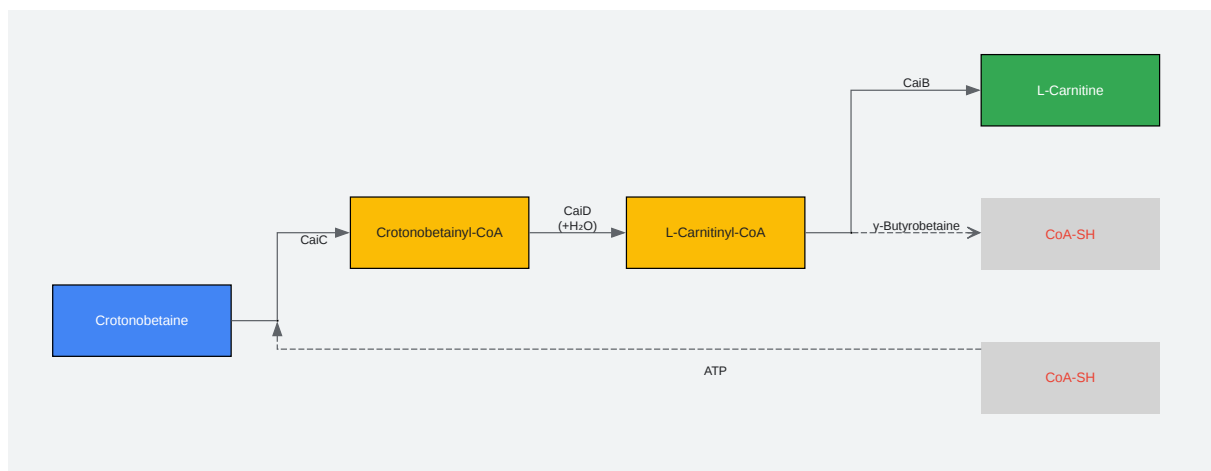 CaiB
L-Carnitine
CaiD
(+H₂O)
CaiC
Crotonobetainyl-CoA
L-Carnitinyl-CoA
y-Butyrobetaine
CoA-SH
Crotonobetaine
ATP
CoA-SH